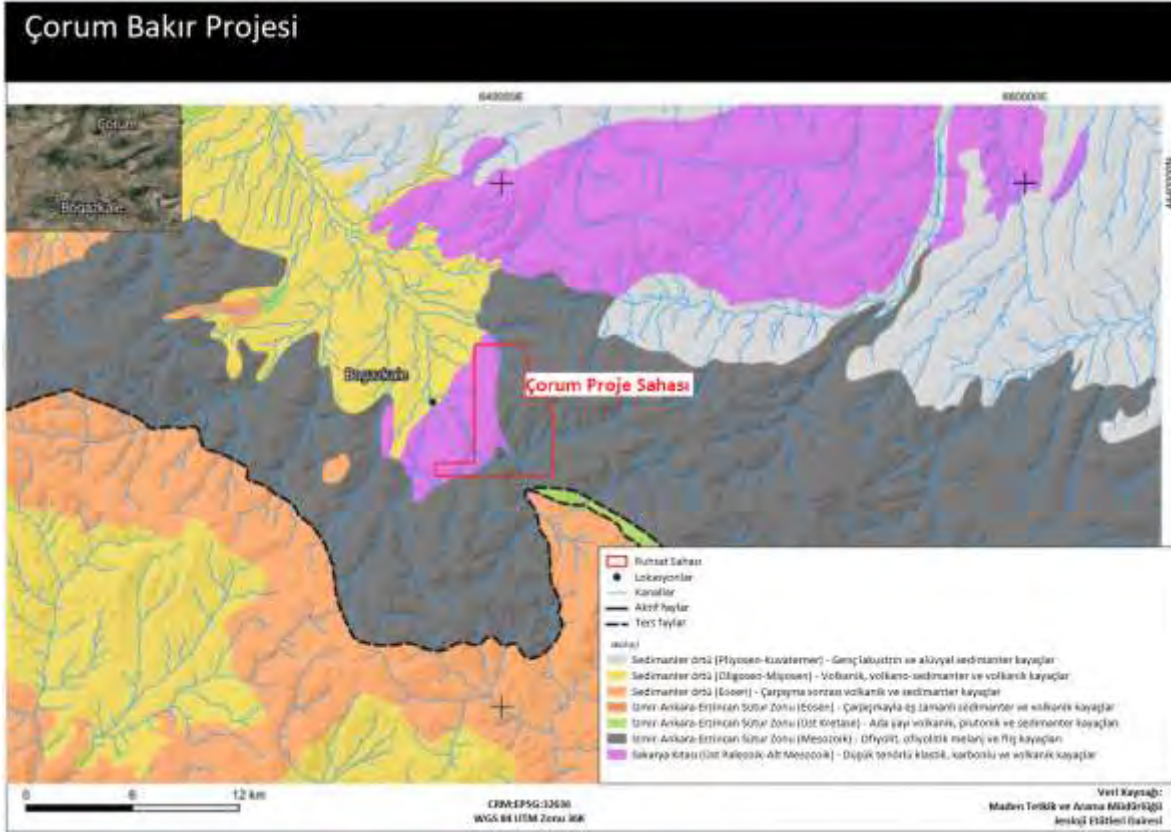 Çorum Bakır Projesi
640000E
660000E
Çorum
Bogazkale
Bogazkale
Çorum Proje Sahası
Ruhsat Sahası
Lokasyonlar
Kanallar
Aktif faylar
Ters faylar
Sedimanter örtü (Pliyosen-Kuvaterner) - Genç lakustrin ve alüvyal sedimanter kayaçlar
Sedimanter örtü (Oligosen-Miyosen) - Volkanik, volkano-sedimanter ve volkanik kayaçlar
Sedimanter örtü (Eosen) - Çarpışma sonrası volkanik ve sedimanter kayaçlar
İzmir-Ankara-Erzincan Sütur Zonu (Eosen) - Çarpışmayla eş zamanlı sedimanter ve volkanik kayaçlar
İzmir-Ankara-Erzincan Sütur Zonu (Üst Kretase) - Ada yayı volkanik, plutonik ve sedimanter kayaçları
İzmir-Ankara-Erzincan Sütur Zonu (Mesozoik) - Ofiyolit, ofiyolitik melanj ve fliş kayaçları
Sakarya Kıtası (Üst Paleozoik-Alt Mesozoik) - Düşük tenörlü klastik, karbonlu ve volkanik kayaçlar
0 6 12 km
CRM:EPSG:32636
WGS 84 UTM Zonu 36K
Veri Kaynağı:
Maden Tetkik ve Arama Müdürlüğü
Jeoloji Etütleri Dairesi